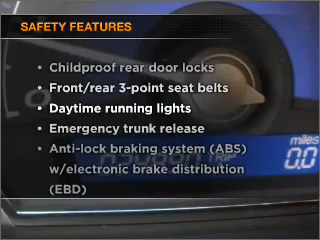 SAFETY FEATURES
• Childproof rear door locks
• Front/rear 3-point seat belts
• Daytime running lights
• Emergency trunk release
• Anti-lock braking system (ABS)
w/electronic brake distribution
(EBD)
miles
TRIP
0.0